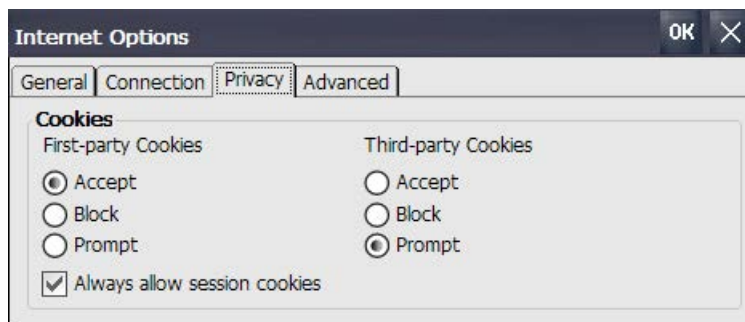 Internet Options OK
General Connection Privacy Advanced
Cookies
First-party Cookies Third-party Cookies
Accept Accept
Block Block
Prompt Prompt
Always allow session cookies